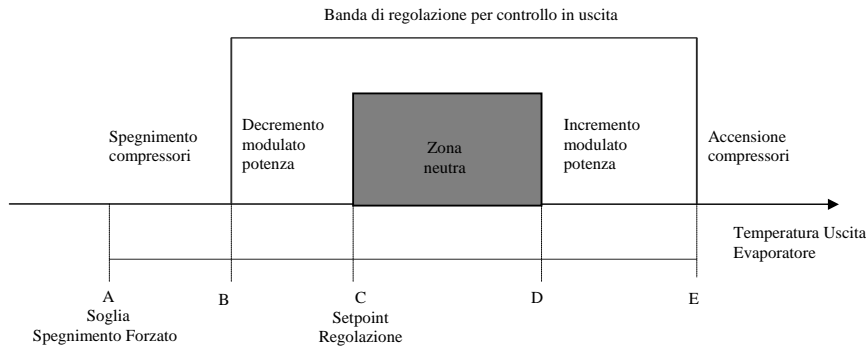 Banda di regolazione per controllo in uscita
Spegnimento
compressori
Decremento
modulato
potenza
Zona
neutra
Incremento
modulato
potenza
Accensione
compressori
Temperatura Uscita
Evaporatore
A
Soglia
Spegnimento Forzato
B
C
Setpoint
Regolazione
D
E